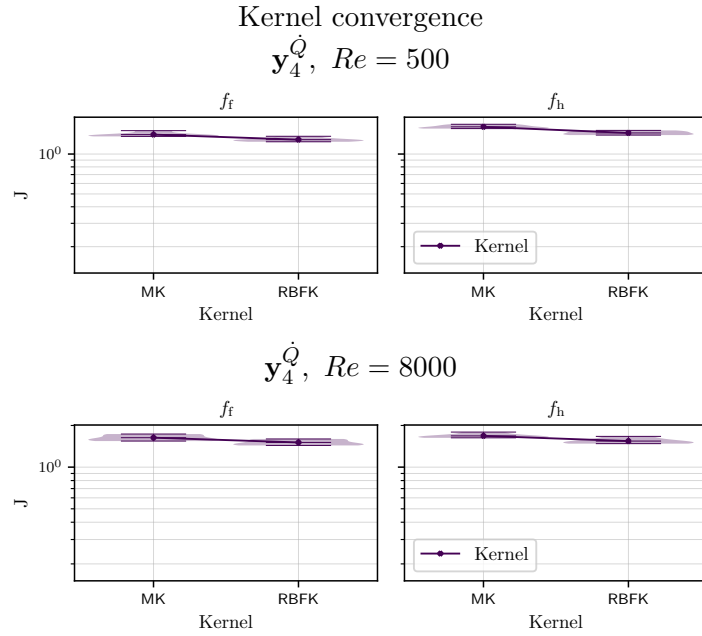 Kernel convergence
𝐲₄^Q̇, Re = 500
f_f
f_h
J
10⁰
MK
RBFK
Kernel
Kernel
MK
RBFK
Kernel
𝐲₄^Q̇, Re = 8000
f_f
f_h
J
10⁰
MK
RBFK
Kernel
Kernel
MK
RBFK
Kernel